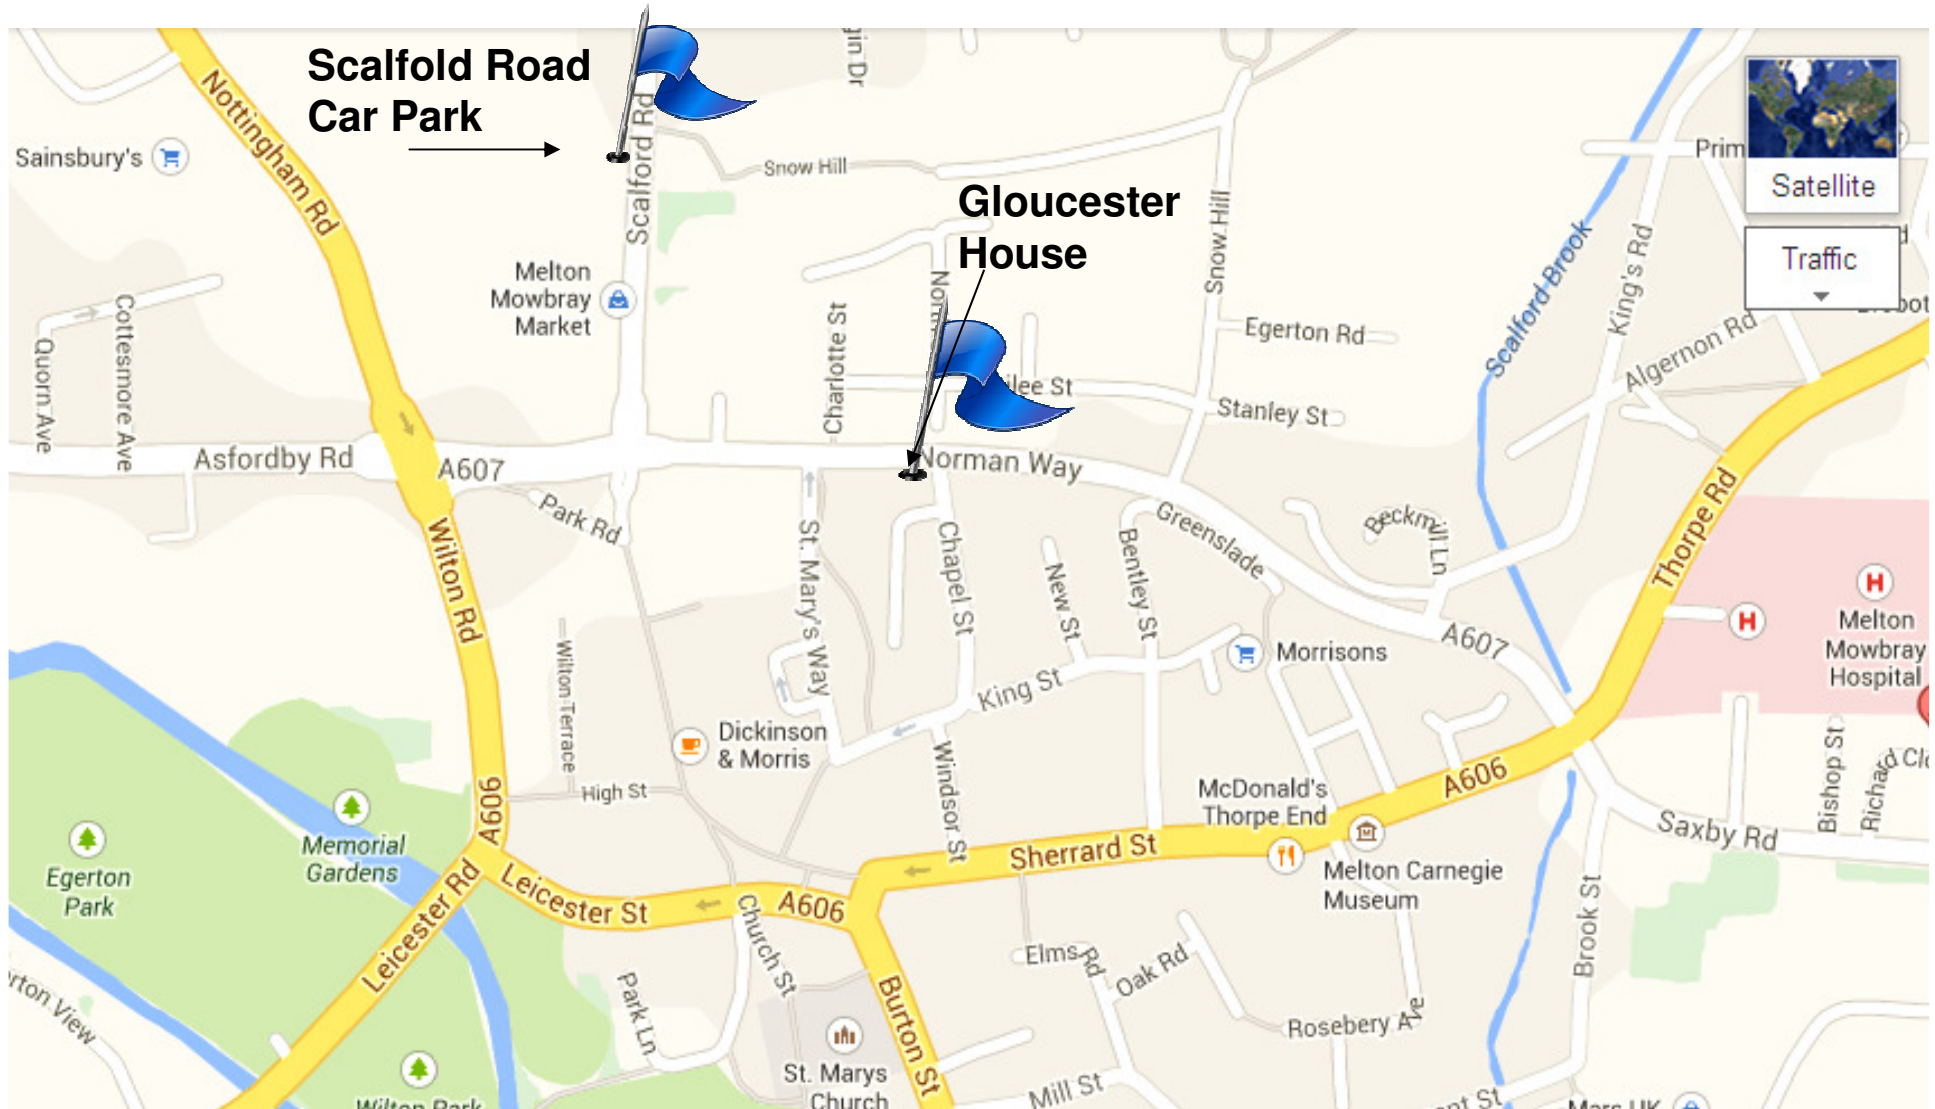 Scalfold Road
Car Park
Gloucester
House
Nottingham Rd
Sainsbury's
Scalford Rd
Snow Hill
Snow Hill
Melton
Mowbray
Market
Charlotte St
Cottesmore Ave
Quorn Ave
Asfordby Rd
A607
Park Rd
Norman Way
Egerton Rd
Stanley St
Scalford Brook
King's Rd
Algernon Rd
Satellite
Traffic
Thorpe Rd
Greenslade
Beckmill Ln
A607
Wilton Rd
St. Mary's Way
Chapel St
New St
Bentley St
King St
Morrisons
Melton
Mowbray
Hospital
H
H
Wilton Terrace
Dickinson
& Morris
High St
Windsor St
A606
McDonald's
Thorpe End
A606
Sherrard St
Melton Carnegie
Museum
Saxby Rd
Bishop St
Brook St
Memorial
Gardens
Egerton
Park
Leicester Rd
Leicester St
A606
Church St
Park Ln
Burton St
Elms Rd
Oak Rd
Rosebery Ave
St. Marys
Church
Mill St
Wilton Park
Mars UK